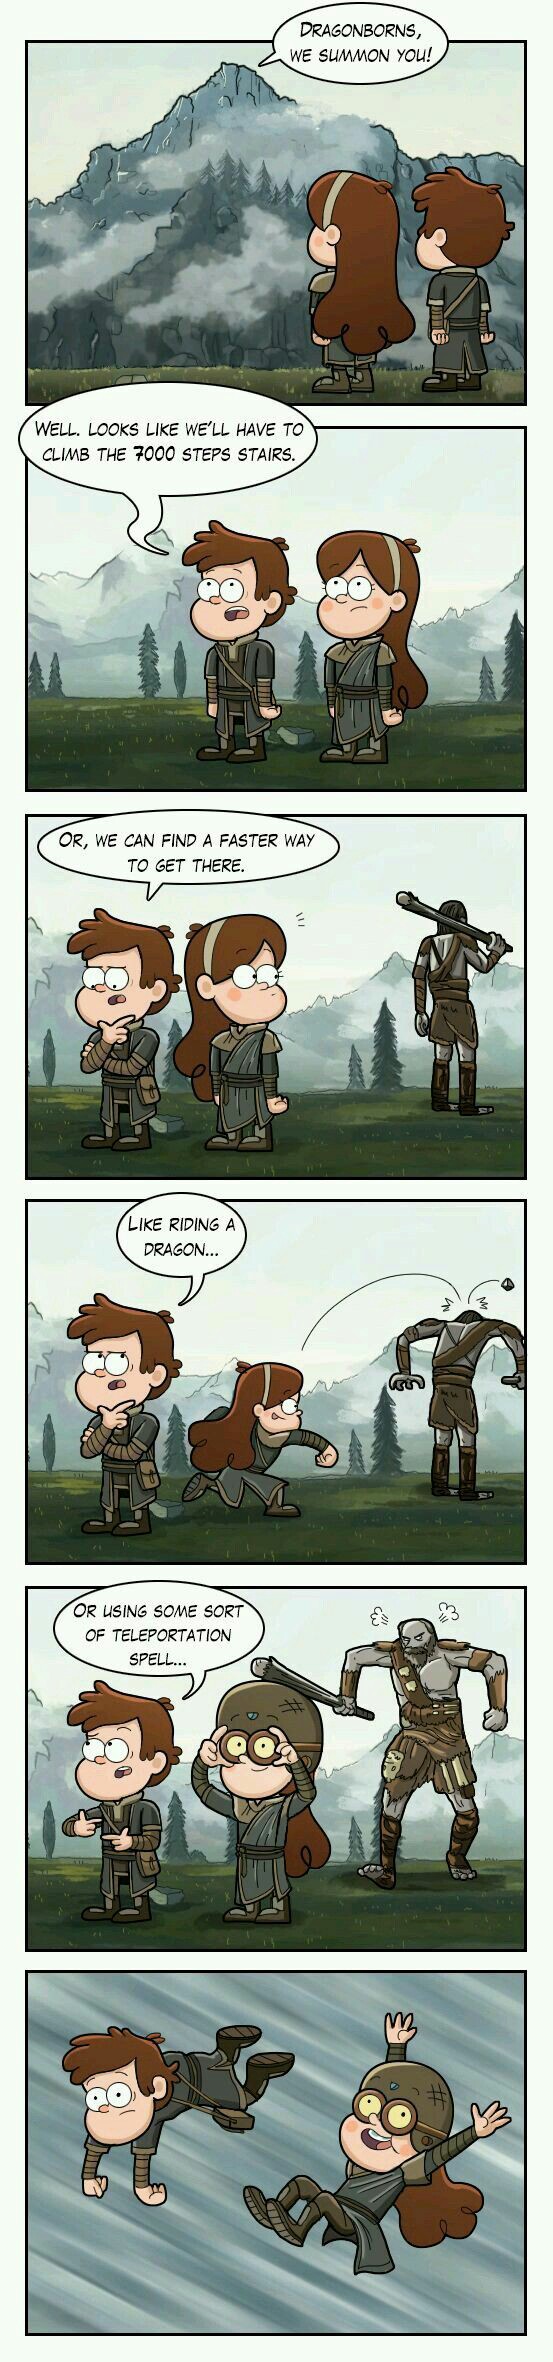 DRAGONBORNS,
WE SUMMON YOU!
WELL. LOOKS LIKE WE'LL HAVE TO
CLIMB THE 7000 STEPS STAIRS.
OR, WE CAN FIND A FASTER WAY
TO GET THERE.
LIKE RIDING A
DRAGON...
OR USING SOME SORT
OF TELEPORTATION
SPELL...